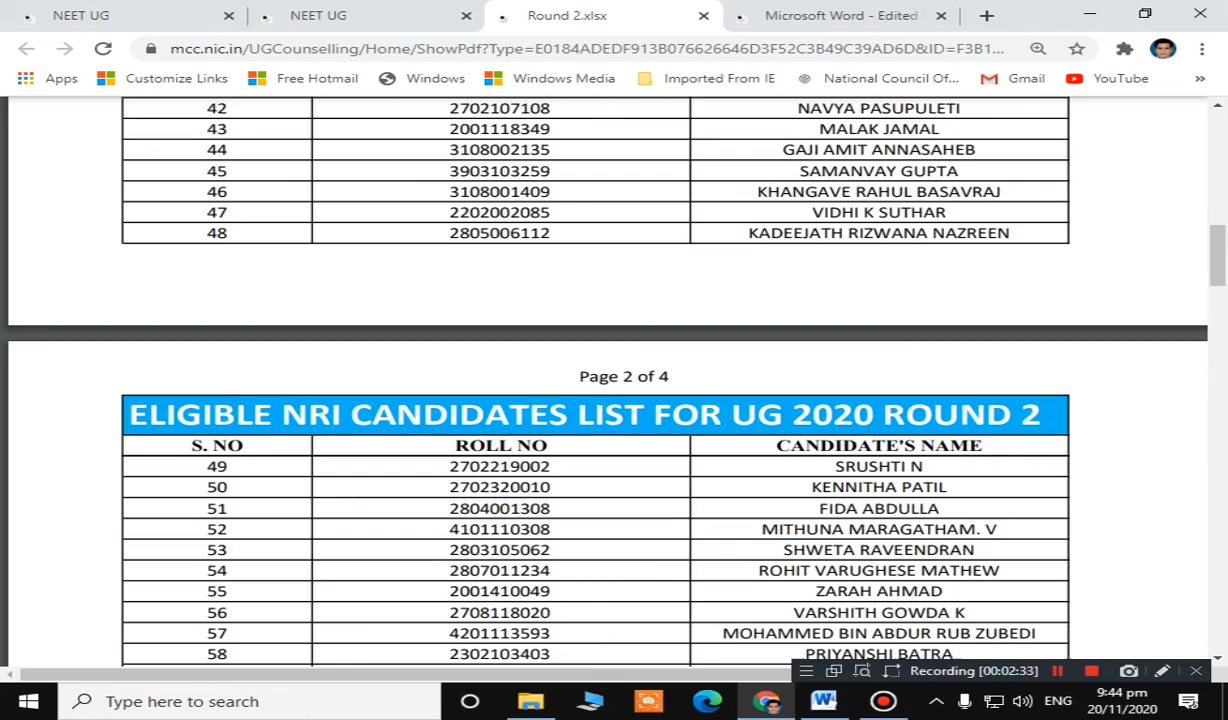 NEET UG
NEET UG
Round 2.xlsx
Microsoft Word - Edited
mcc.nic.in/UGCounselling/Home/ShowPdf?Type=E0184ADEDF913B076626646D3F52C3B49C39AD6D&ID=F3B1...
Apps Customize Links Free Hotmail Windows Windows Media Imported From IE National Council Of... Gmail YouTube »
42 2702107108 NAVYA PASUPULETI
43 2001118349 MALAK JAMAL
44 3108002135 GAJI AMIT ANNASAHEB
45 3903103259 SAMANVAY GUPTA
46 3108001409 KHANGAVE RAHUL BASAVRAJ
47 2202002085 VIDHI K SUTHAR
48 2805006112 KADEEJATH RIZWANA NAZREEN
Page 2 of 4
ELIGIBLE NRI CANDIDATES LIST FOR UG 2020 ROUND 2
S. NO ROLL NO CANDIDATE'S NAME
49 2702219002 SRUSHTI N
50 2702320010 KENNITHA PATIL
51 2804001308 FIDA ABDULLA
52 4101110308 MITHUNA MARAGATHAM. V
53 2803105062 SHWETA RAVEENDRAN
54 2807011234 ROHIT VARUGHESE MATHEW
55 2001410049 ZARAH AHMAD
56 2708118020 VARSHITH GOWDA K
57 4201113593 MOHAMMED BIN ABDUR RUB ZUBEDI
58 2302103403 PRIYANSHI BATRA
Recording [00:02:33]
Type here to search
ENG
9:44 pm
20/11/2020